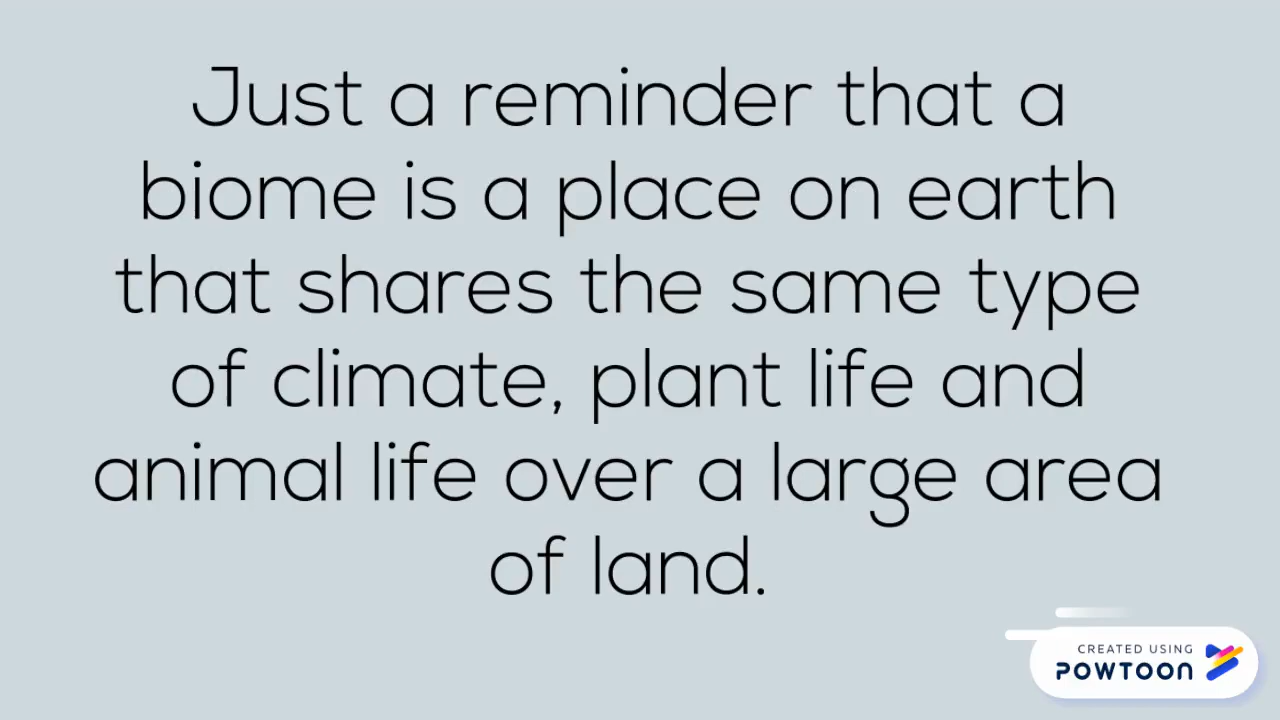 Just a reminder that a
biome is a place on earth
that shares the same type
of climate, plant life and
animal life over a large area
of land.
CREATED USING
POWTOON